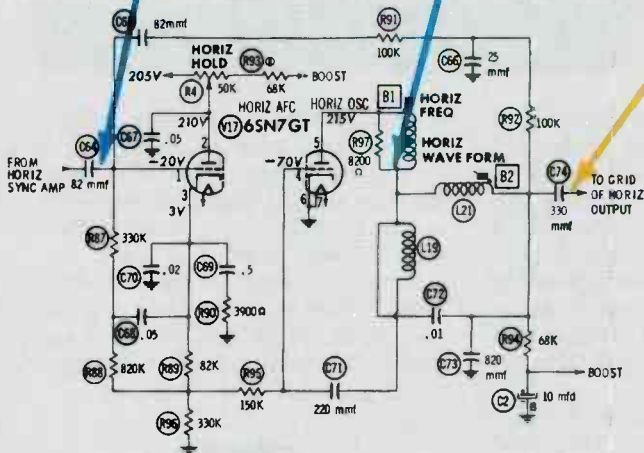 C65
82mmf
R91
100K
HORIZ
HOLD
R93
205V
R4
50K
68K
BOOST
C66
25
mmf
C67
.05
210V
HORIZ AFC
V17 6SN7GT
HORIZ OSC
215V
B1
HORIZ
FREQ
R92
100K
2
5
R97
8200
Ω
HORIZ
WAVE FORM
C64
FROM
HORIZ
SYNC AMP
82 mmf
-20V
1
3
3V
-70V
4
6
7
B2
L21
C74
TO GRID
OF HORIZ
OUTPUT
330
mmf
R87
330K
C70
.02
C69
.5
R90
3900Ω
L19
C72
.01
C68
.05
R88
820K
R89
82K
R95
150K
C71
220 mmf
C73
820
mmf
R94
68K
BOOST
C2
10 mfd
R96
330K